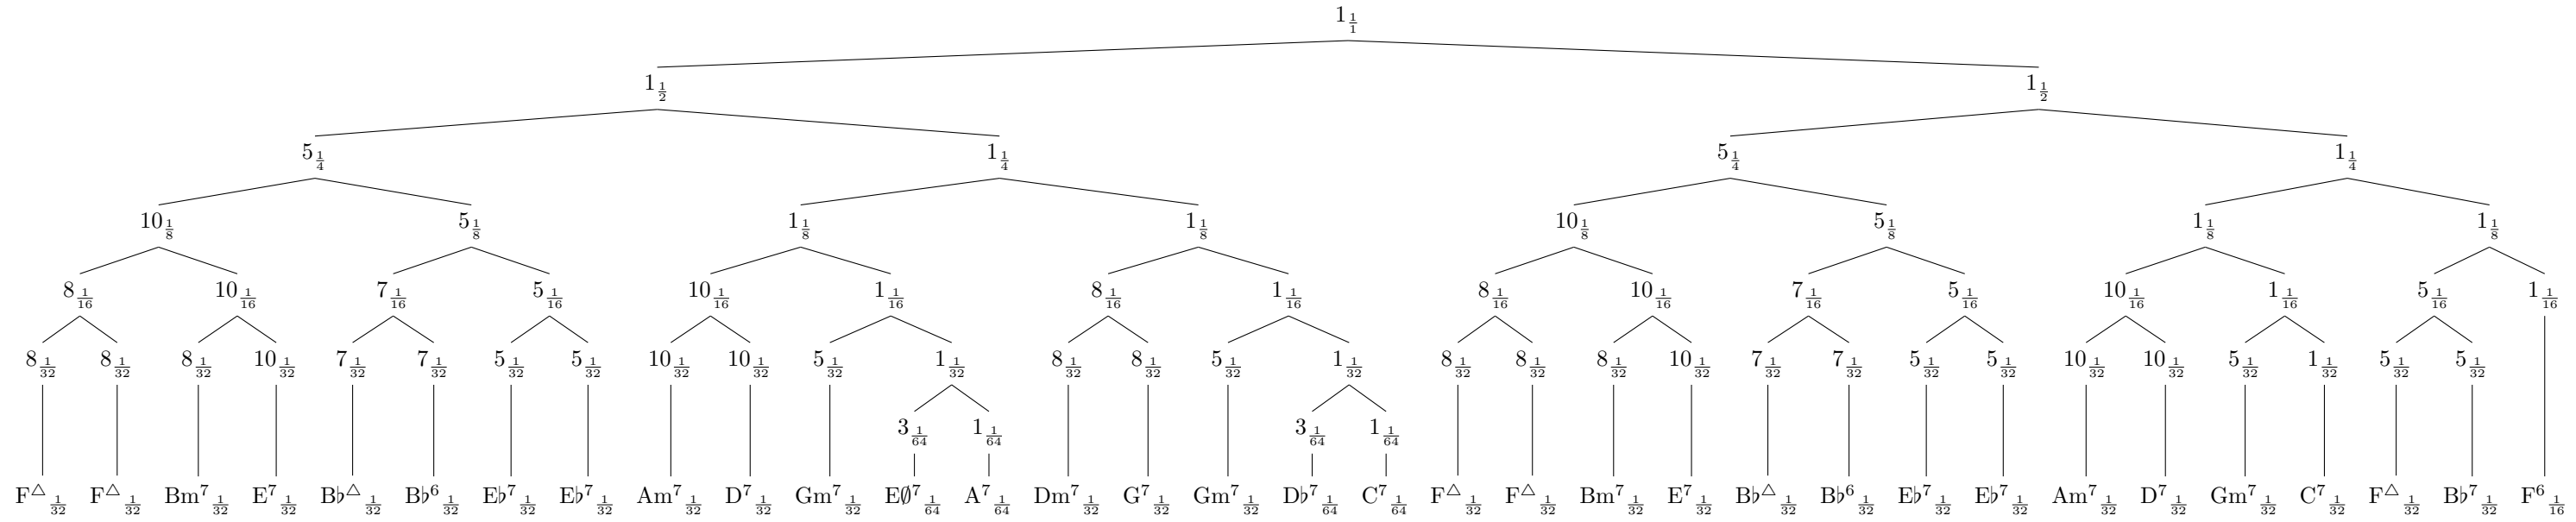 1 1/1
1 1/2 1 1/2
5 1/4 1 1/4 5 1/4 1 1/4
10 1/8 5 1/8 1 1/8 1 1/8 10 1/8 5 1/8 1 1/8 1 1/8
8 1/16 10 1/16 7 1/16 5 1/16 10 1/16 1 1/16 8 1/16 1 1/16 8 1/16 10 1/16 7 1/16 5 1/16 10 1/16 1 1/16 5 1/16 1 1/16
8 1/32 8 1/32 8 1/32 10 1/32 7 1/32 7 1/32 5 1/32 5 1/32 10 1/32 10 1/32 5 1/32 1 1/32 8 1/32 8 1/32 5 1/32 1 1/32 8 1/32 8 1/32 8 1/32 10 1/32 7 1/32 7 1/32 5 1/32 5 1/32 10 1/32 10 1/32 5 1/32 1 1/32 5 1/32 5 1/32
3 1/64 1 1/64 3 1/64 1 1/64
F△ 1/32 F△ 1/32 Bm⁷ 1/32 E⁷ 1/32 B♭△ 1/32 B♭⁶ 1/32 E♭⁷ 1/32 E♭⁷ 1/32 Am⁷ 1/32 D⁷ 1/32 Gm⁷ 1/32 E∅⁷ 1/64 A⁷ 1/64 Dm⁷ 1/32 G⁷ 1/32 Gm⁷ 1/32 D♭⁷ 1/64 C⁷ 1/64 F△ 1/32 F△ 1/32 Bm⁷ 1/32 E⁷ 1/32 B♭△ 1/32 B♭⁶ 1/32 E♭⁷ 1/32 E♭⁷ 1/32 Am⁷ 1/32 D⁷ 1/32 Gm⁷ 1/32 C⁷ 1/32 F△ 1/32 B♭⁷ 1/32 F⁶ 1/16